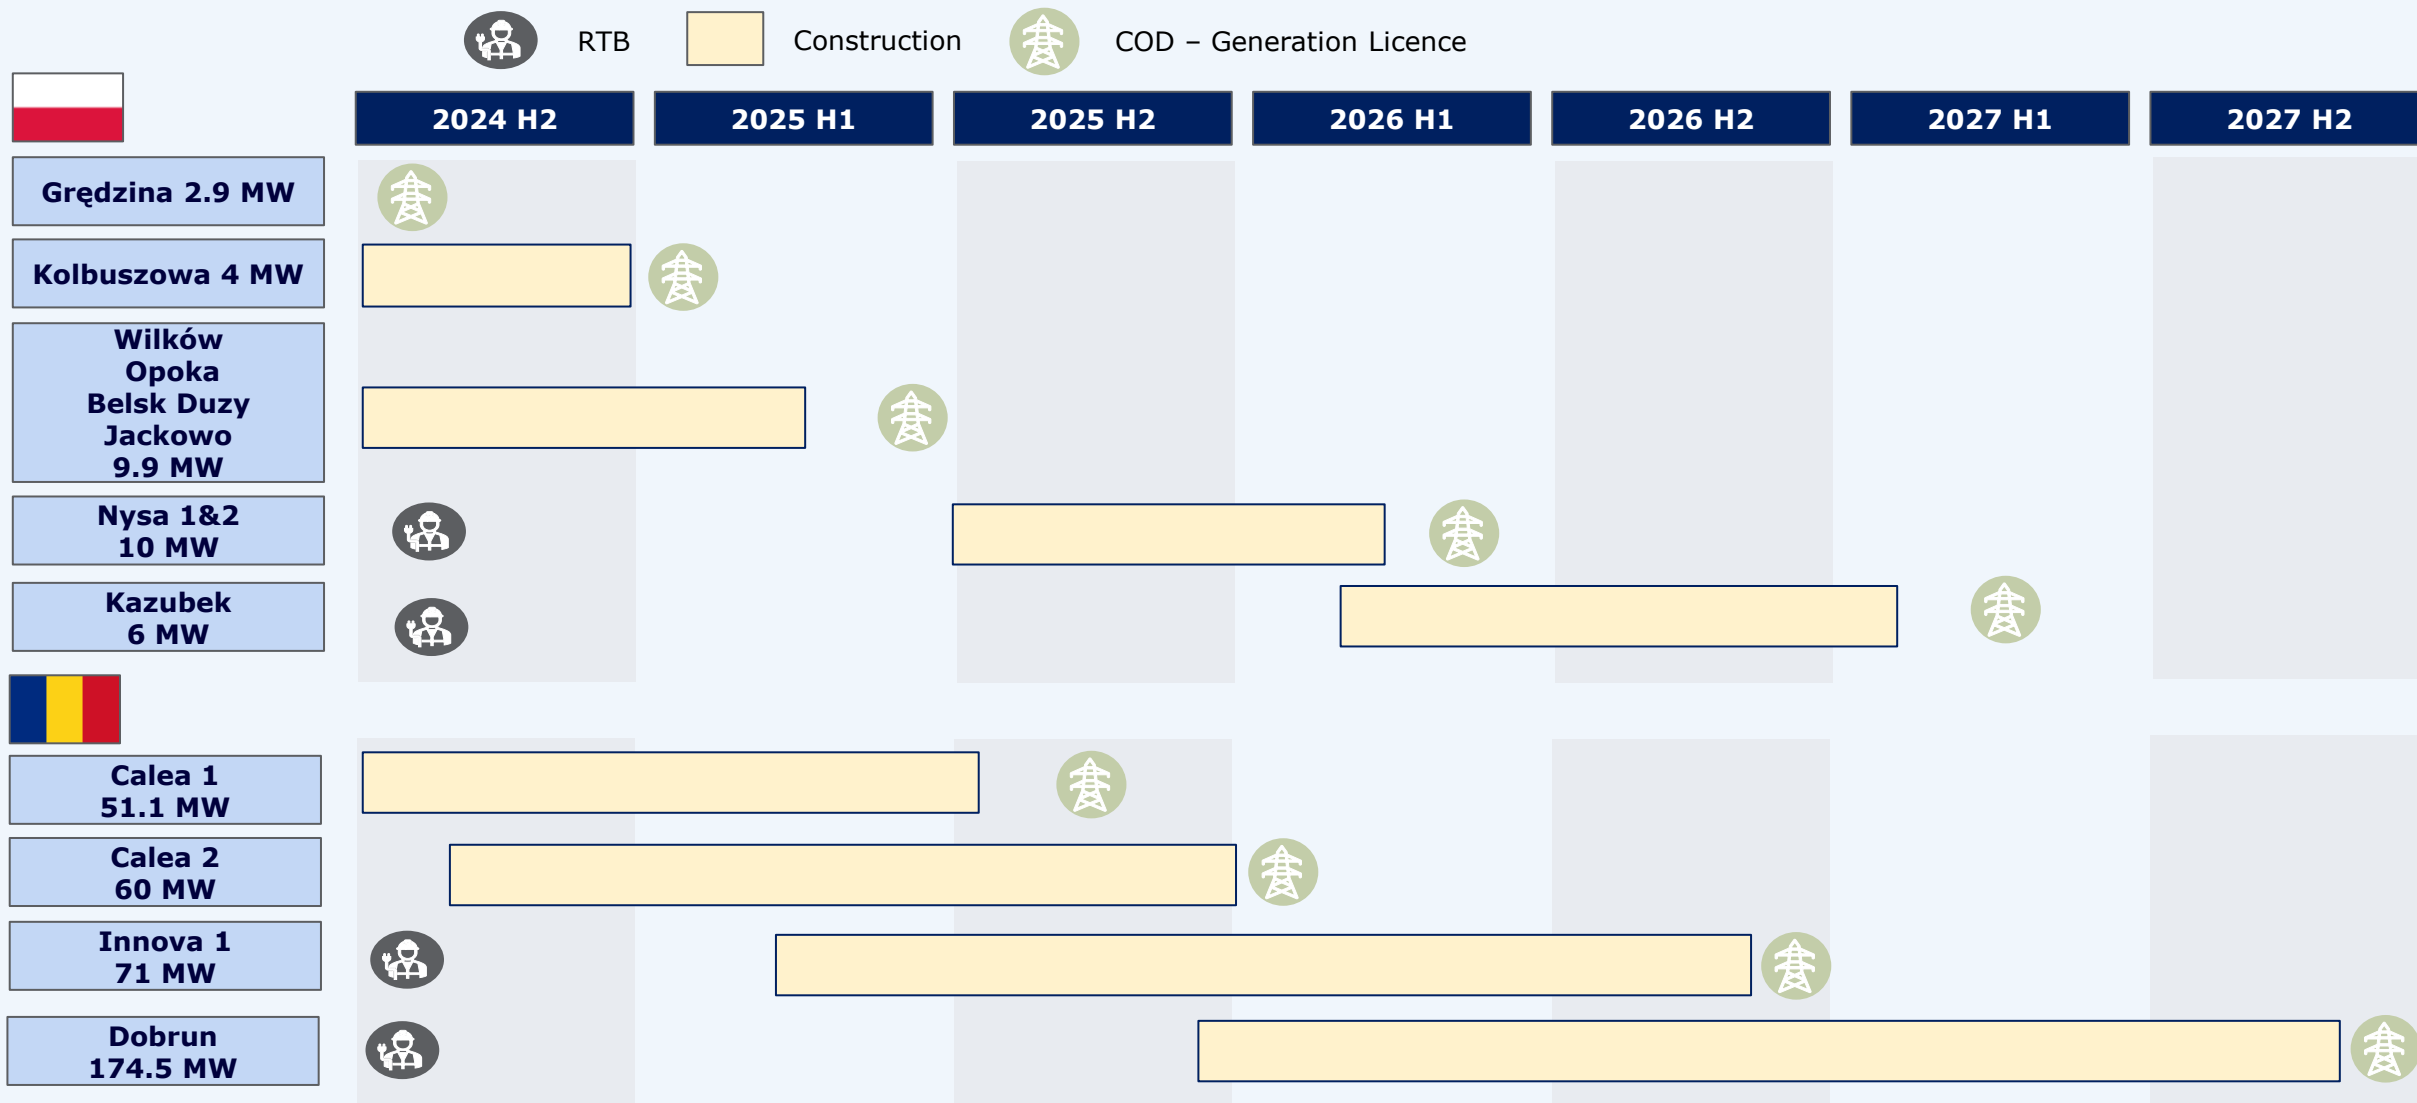 RTB
Construction
COD – Generation Licence
2024 H2
2025 H1
2025 H2
2026 H1
2026 H2
2027 H1
2027 H2
Grędzina 2.9 MW
Kolbuszowa 4 MW
Wilków
Opoka
Belsk Duzy
Jackowo
9.9 MW
Nysa 1&2
10 MW
Kazubek
6 MW
Calea 1
51.1 MW
Calea 2
60 MW
Innova 1
71 MW
Dobrun
174.5 MW